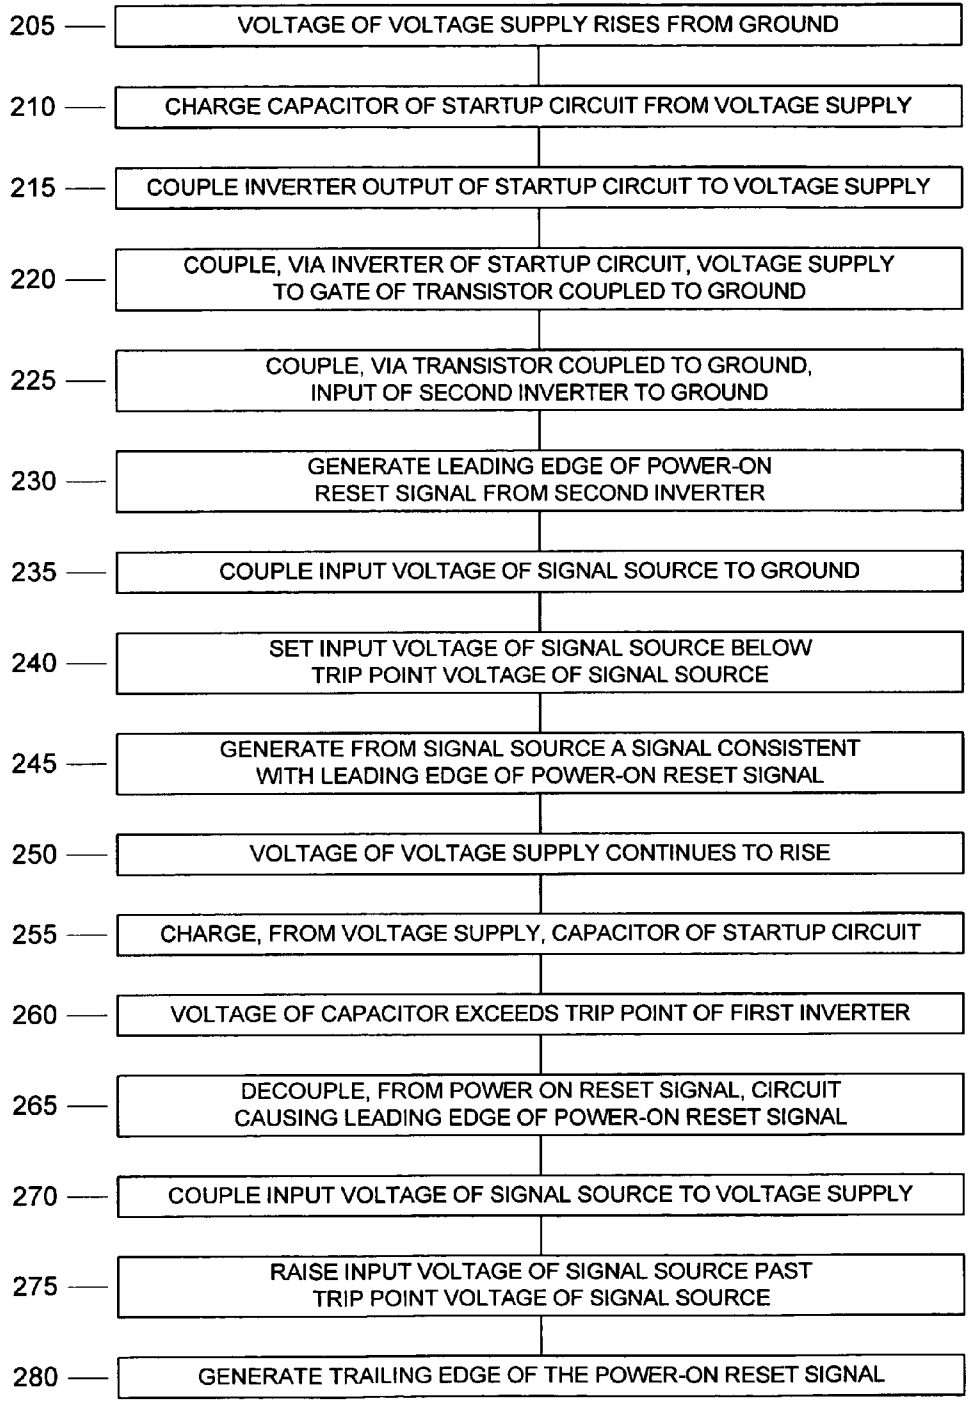 205 VOLTAGE OF VOLTAGE SUPPLY RISES FROM GROUND
210 CHARGE CAPACITOR OF STARTUP CIRCUIT FROM VOLTAGE SUPPLY
215 COUPLE INVERTER OUTPUT OF STARTUP CIRCUIT TO VOLTAGE SUPPLY
220 COUPLE, VIA INVERTER OF STARTUP CIRCUIT, VOLTAGE SUPPLY
TO GATE OF TRANSISTOR COUPLED TO GROUND
225 COUPLE, VIA TRANSISTOR COUPLED TO GROUND,
INPUT OF SECOND INVERTER TO GROUND
230 GENERATE LEADING EDGE OF POWER-ON
RESET SIGNAL FROM SECOND INVERTER
235 COUPLE INPUT VOLTAGE OF SIGNAL SOURCE TO GROUND
240 SET INPUT VOLTAGE OF SIGNAL SOURCE BELOW
TRIP POINT VOLTAGE OF SIGNAL SOURCE
245 GENERATE FROM SIGNAL SOURCE A SIGNAL CONSISTENT
WITH LEADING EDGE OF POWER-ON RESET SIGNAL
250 VOLTAGE OF VOLTAGE SUPPLY CONTINUES TO RISE
255 CHARGE, FROM VOLTAGE SUPPLY, CAPACITOR OF STARTUP CIRCUIT
260 VOLTAGE OF CAPACITOR EXCEEDS TRIP POINT OF FIRST INVERTER
265 DECOUPLE, FROM POWER ON RESET SIGNAL, CIRCUIT
CAUSING LEADING EDGE OF POWER-ON RESET SIGNAL
270 COUPLE INPUT VOLTAGE OF SIGNAL SOURCE TO VOLTAGE SUPPLY
275 RAISE INPUT VOLTAGE OF SIGNAL SOURCE PAST
TRIP POINT VOLTAGE OF SIGNAL SOURCE
280 GENERATE TRAILING EDGE OF THE POWER-ON RESET SIGNAL